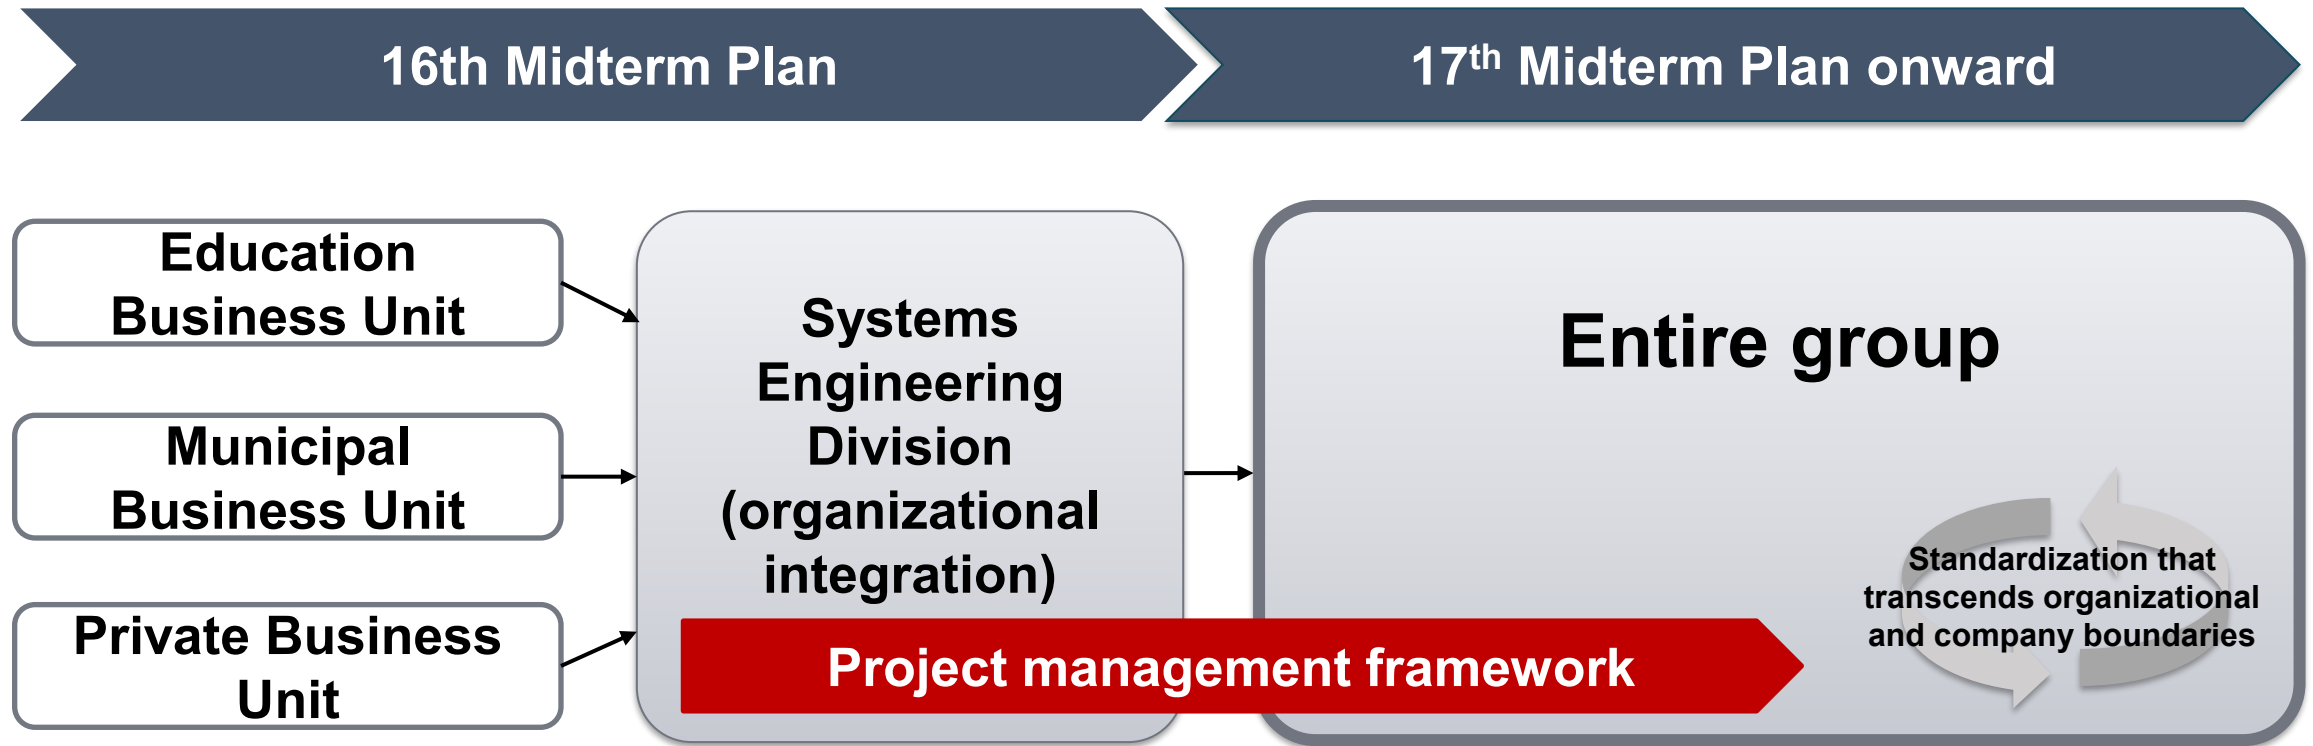 16th Midterm Plan
17th Midterm Plan onward
Education
Business Unit
Municipal
Business Unit
Private Business
Unit
Systems
Engineering
Division
(organizational
integration)
Entire group
Standardization that
transcends organizational
and company boundaries
Project management framework